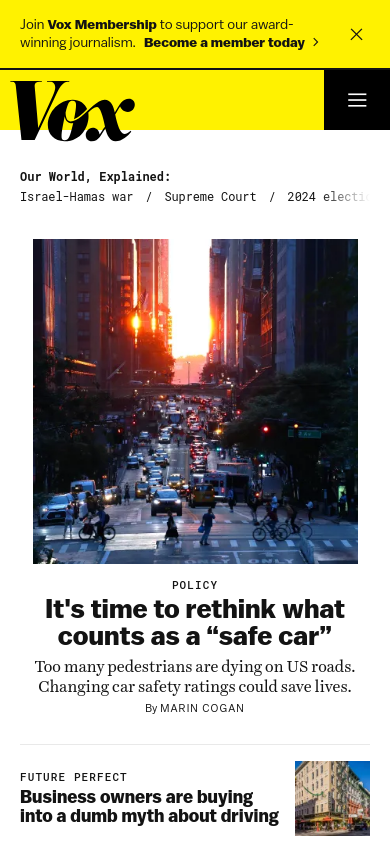 Join Vox Membership to support our award-
winning journalism. Become a member today
Vox
Our World, Explained:
Israel-Hamas war / Supreme Court / 2024 electi
POLICY
It's time to rethink what
counts as a “safe car”
Too many pedestrians are dying on US roads.
Changing car safety ratings could save lives.
By MARIN COGAN
FUTURE PERFECT
Business owners are buying
into a dumb myth about driving